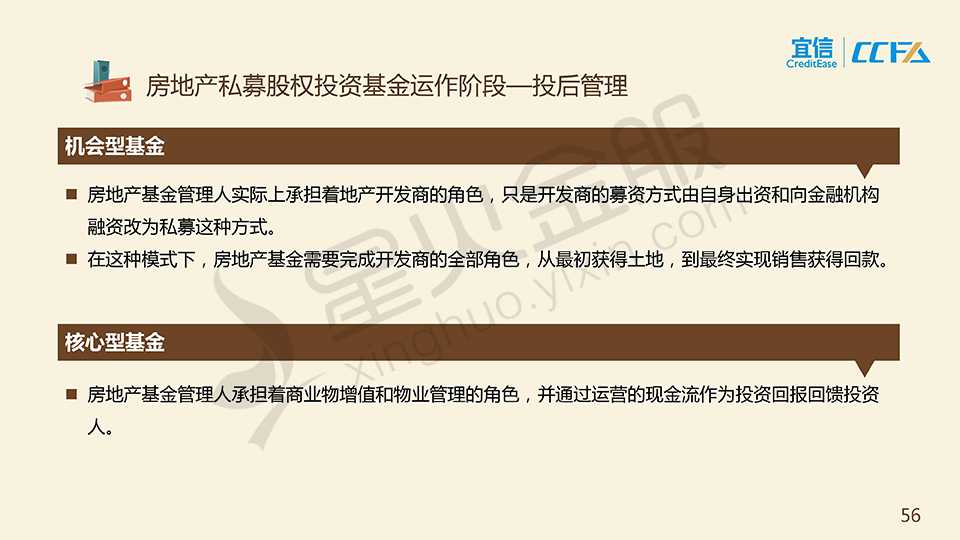 宜信
CreditEase
CCFA
房地产私募股权投资基金运作阶段—投后管理
机会型基金
■ 房地产基金管理人实际上承担着地产开发商的角色，只是开发商的募资方式由自身出资和向金融机构
融资改为私募这种方式。
■ 在这种模式下，房地产基金需要完成开发商的全部角色，从最初获得土地，到最终实现销售获得回款。
核心型基金
■ 房地产基金管理人承担着商业物增值和物业管理的角色，并通过运营的现金流作为投资回报回馈投资
人。
星火金服
xinghuo.yixin.com
56